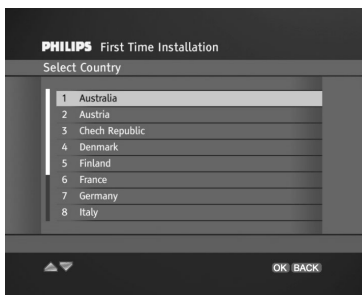 PHILIPS First Time Installation
Select Country
1 Australia
2 Austria
3 Chech Republic
4 Denmark
5 Finland
6 France
7 Germany
8 Italy
OK BACK